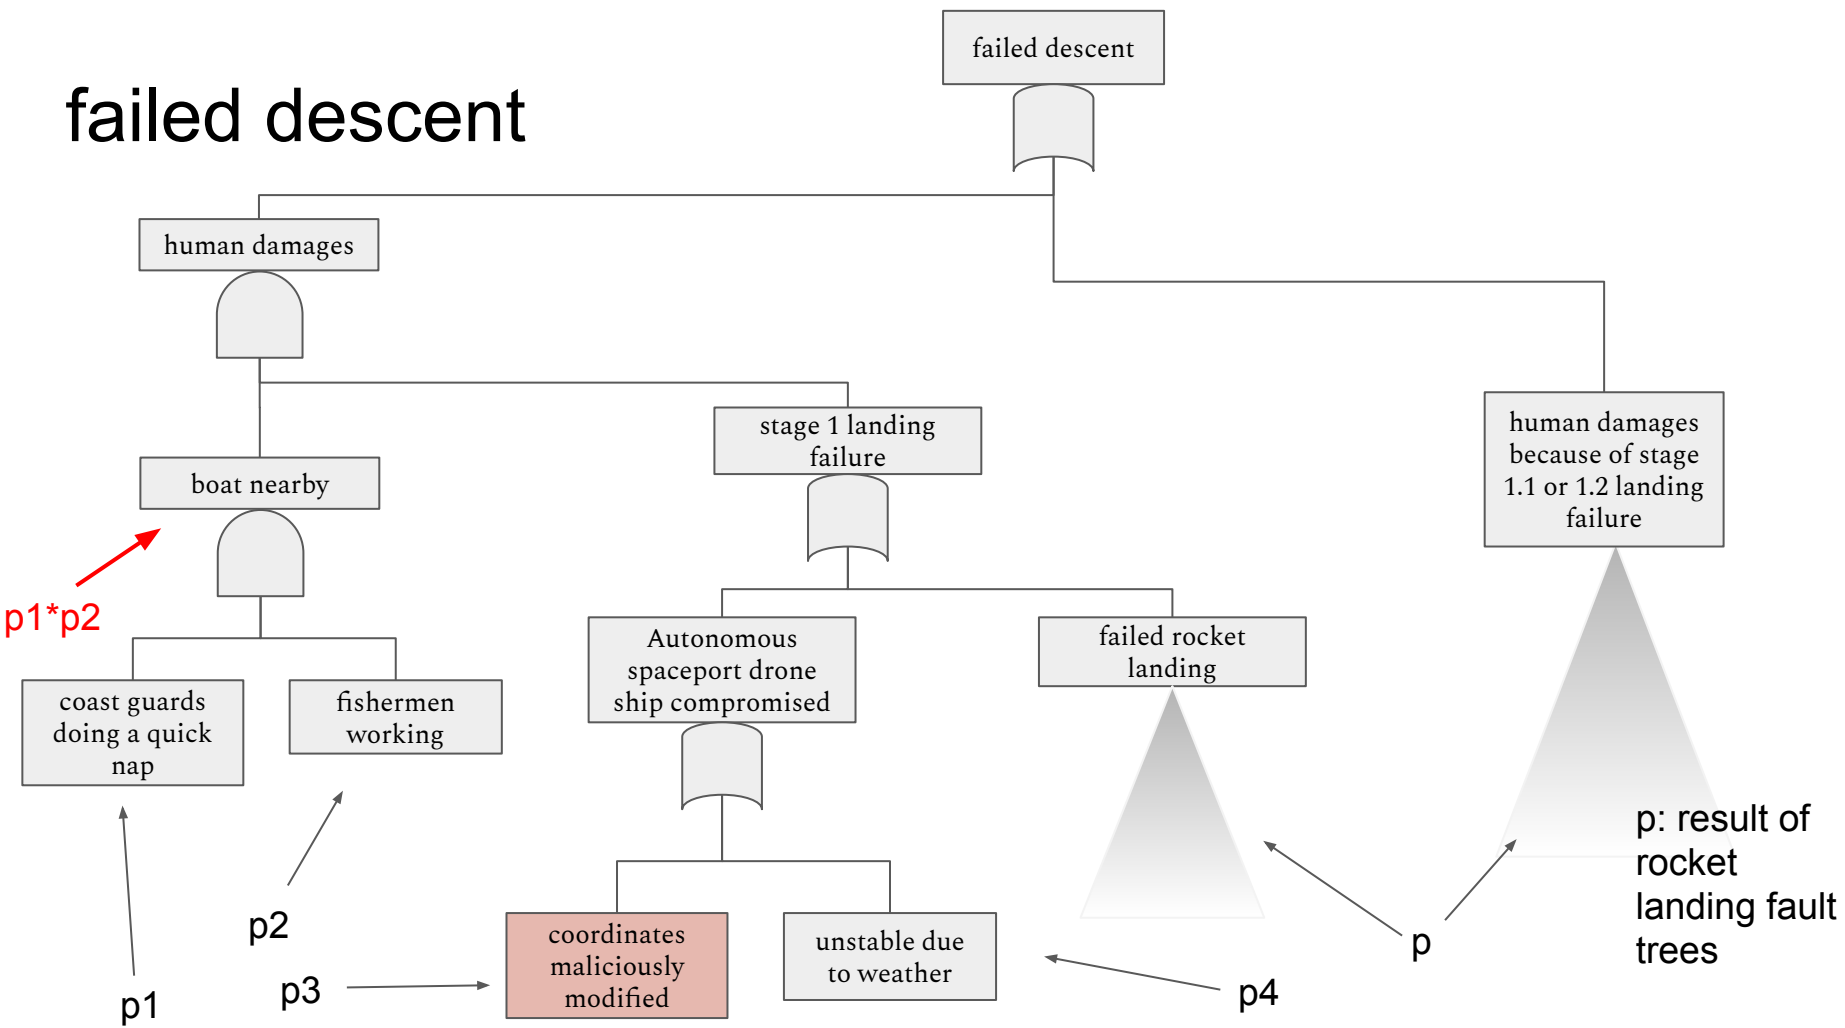 failed descent
failed descent
human damages
boat nearby
p1*p2
coast guards
doing a quick
nap
fishermen
working
stage 1 landing
failure
Autonomous
spaceport drone
ship compromised
failed rocket
landing
human damages
because of stage
1.1 or 1.2 landing
failure
coordinates
maliciously
modified
unstable due
to weather
p1
p2
p3
p4
p
p: result of
rocket
landing fault
trees